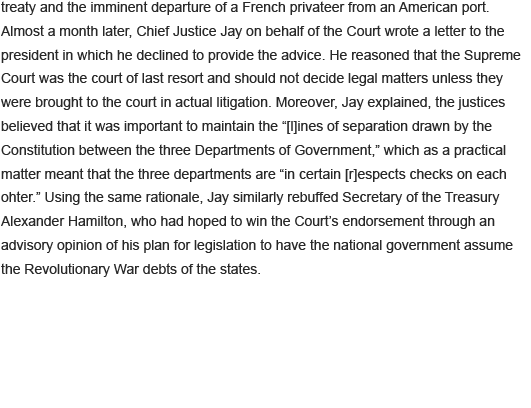 treaty and the imminent departure of a French privateer from an American port.
Almost a month later, Chief Justice Jay on behalf of the Court wrote a letter to the
president in which he declined to provide the advice. He reasoned that the Supreme
Court was the court of last resort and should not decide legal matters unless they
were brought to the court in actual litigation. Moreover, Jay explained, the justices
believed that it was important to maintain the “[l]ines of separation drawn by the
Constitution between the three Departments of Government,” which as a practical
matter meant that the three departments are “in certain [r]espects checks on each
ohter.” Using the same rationale, Jay similarly rebuffed Secretary of the Treasury
Alexander Hamilton, who had hoped to win the Court’s endorsement through an
advisory opinion of his plan for legislation to have the national government assume
the Revolutionary War debts of the states.